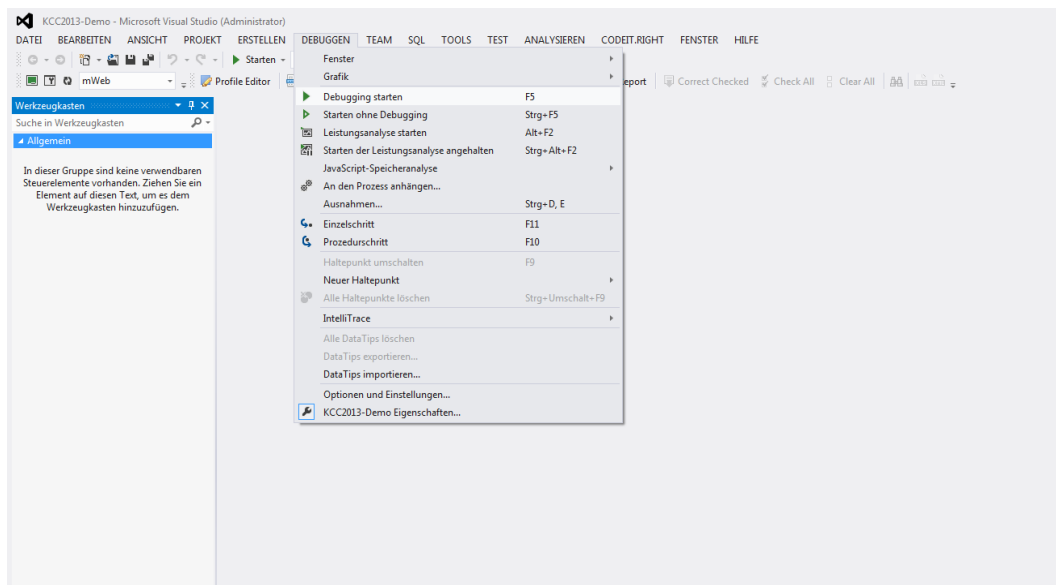 KCC2013-Demo - Microsoft Visual Studio (Administrator)
DATEI BEARBEITEN ANSICHT PROJEKT ERSTELLEN DEBUGGEN TEAM SQL TOOLS TEST ANALYSIEREN CODEIT.RIGHT FENSTER HILFE
Starten
mWeb Profile Editor eport Correct Checked Check All Clear All
Werkzeugkasten
Suche in Werkzeugkasten
Allgemein
In dieser Gruppe sind keine verwendbaren
Steuerelemente vorhanden. Ziehen Sie ein
Element auf diesen Text, um es dem
Werkzeugkasten hinzuzufügen.
Fenster
Grafik
Debugging starten F5
Starten ohne Debugging Strg+F5
Leistungsanalyse starten Alt+F2
Starten der Leistungsanalyse angehalten Strg+Alt+F2
JavaScript-Speicheranalyse
An den Prozess anhängen...
Ausnahmen... Strg+D, E
Einzelschritt F11
Prozedurschritt F10
Haltepunkt umschalten F9
Neuer Haltepunkt
Alle Haltepunkte löschen Strg+Umschalt+F9
IntelliTrace
Alle DataTips löschen
DataTips exportieren...
DataTips importieren...
Optionen und Einstellungen...
KCC2013-Demo Eigenschaften...